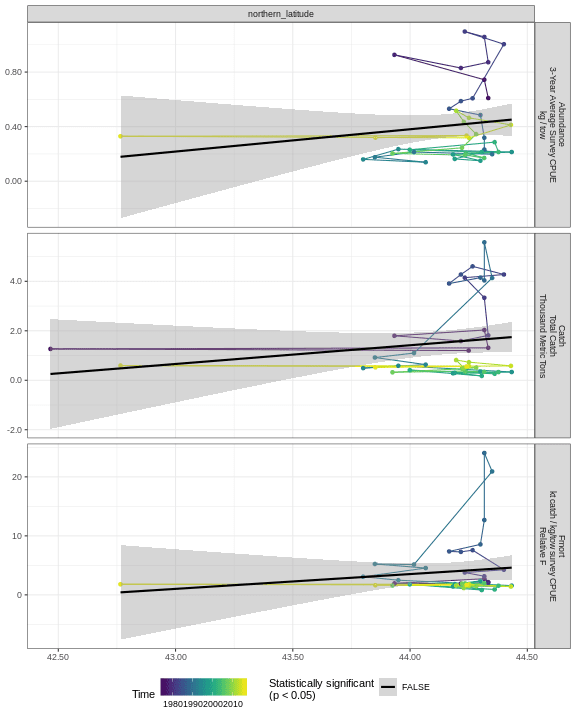 northern_latitude
0.80
0.40
0.00
Abundance
3-Year Average Survey CPUE
kg / tow
4.0
2.0
0.0
-2.0
Catch
Total Catch
Thousand Metric Tons
20
10
0
Fmort
kt catch / kg/tow survey CPUE
Relative F
42.50 43.00 43.50 44.00 44.50
Time
1980199020002010
Statistically significant
(p < 0.05)
FALSE